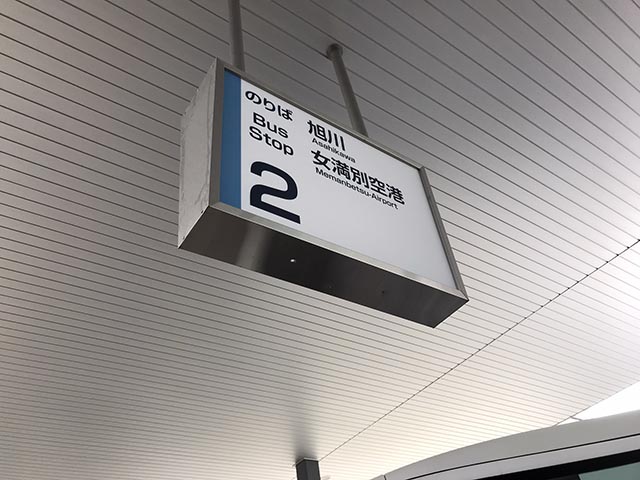 のりば
Bus
Stop
2
旭川
Asahikawa
女満別空港
Memanbetsu-Airport